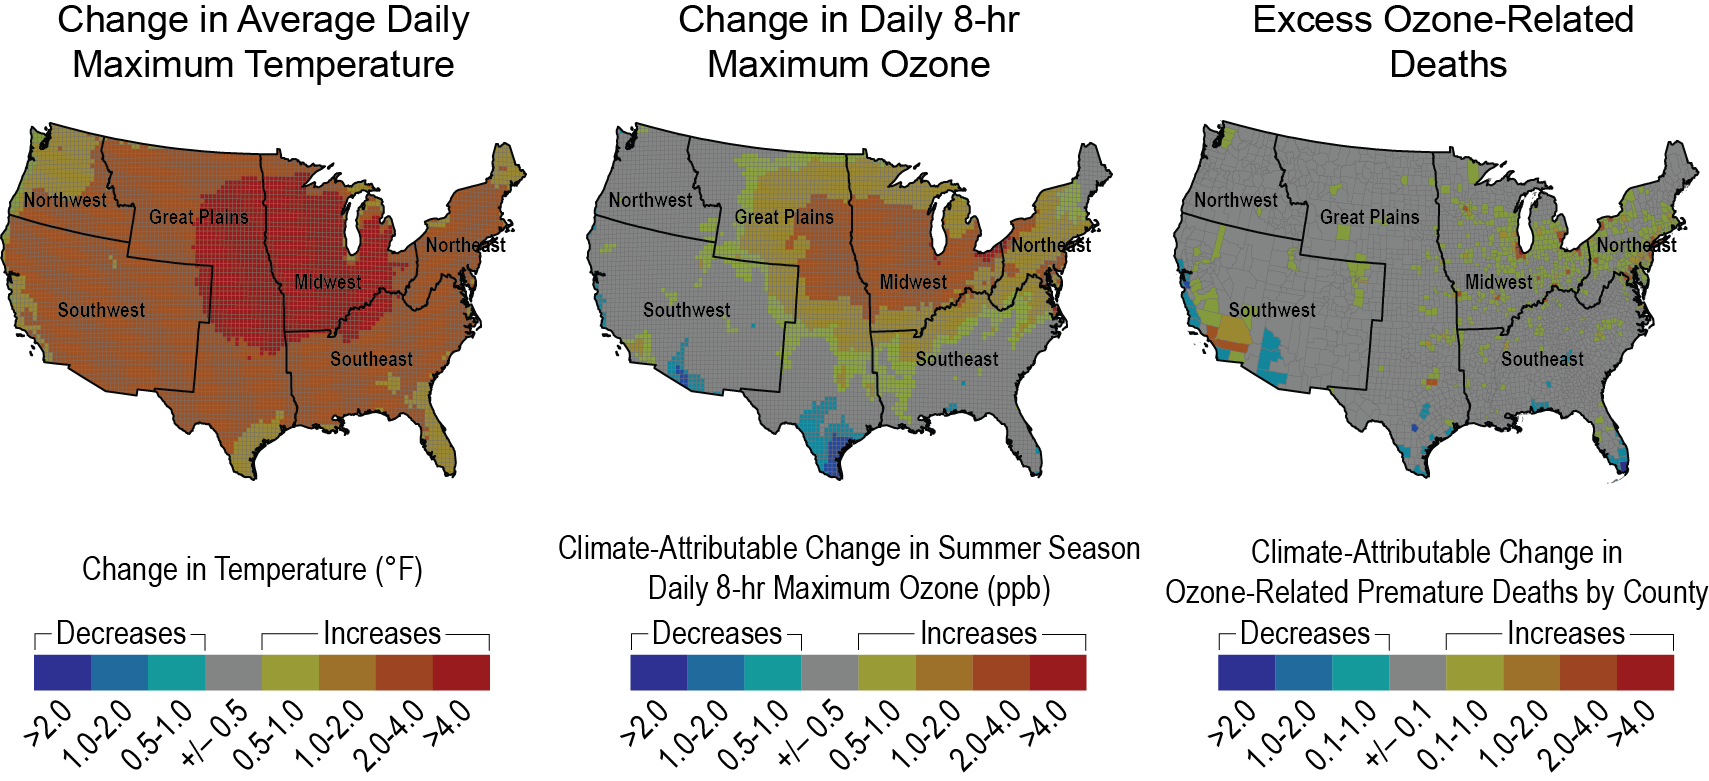 Change in Average Daily
Maximum Temperature
Northwest
Great Plains
Northeast
Midwest
Southwest
Southeast
Change in Temperature (°F)
Decreases
Increases
>2.0
1.0-2.0
0.5-1.0
+/– 0.5
0.5-1.0
1.0-2.0
2.0-4.0
>4.0
Change in Daily 8-hr
Maximum Ozone
Northwest
Great Plains
Northeast
Midwest
Southwest
Southeast
Climate-Attributable Change in Summer Season
Daily 8-hr Maximum Ozone (ppb)
Decreases
Increases
>2.0
1.0-2.0
0.5-1.0
+/– 0.5
0.5-1.0
1.0-2.0
2.0-4.0
>4.0
Excess Ozone-Related
Deaths
Northwest
Great Plains
Northeast
Midwest
Southwest
Southeast
Climate-Attributable Change in
Ozone-Related Premature Deaths by County
Decreases
Increases
>2.0
1.0-2.0
0.1-1.0
+/– 0.1
0.1-1.0
1.0-2.0
2.0-4.0
>4.0